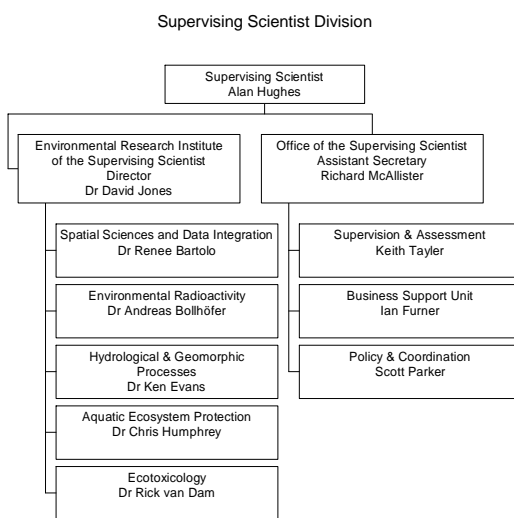 Supervising Scientist Division
Supervising Scientist
Alan Hughes
Environmental Research Institute
of the Supervising Scientist
Director
Dr David Jones
Office of the Supervising Scientist
Assistant Secretary
Richard McAllister
Spatial Sciences and Data Integration
Dr Renee Bartolo
Environmental Radioactivity
Dr Andreas Bollhöfer
Hydrological & Geomorphic
Processes
Dr Ken Evans
Aquatic Ecosystem Protection
Dr Chris Humphrey
Ecotoxicology
Dr Rick van Dam
Supervision & Assessment
Keith Tayler
Business Support Unit
Ian Furner
Policy & Coordination
Scott Parker